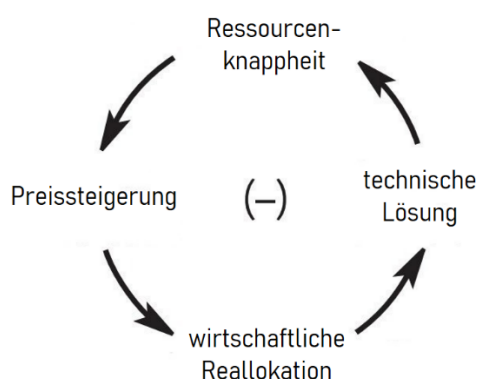 Ressourcen-
knappheit
Preissteigerung
(–)
technische
Lösung
wirtschaftliche
Reallokation